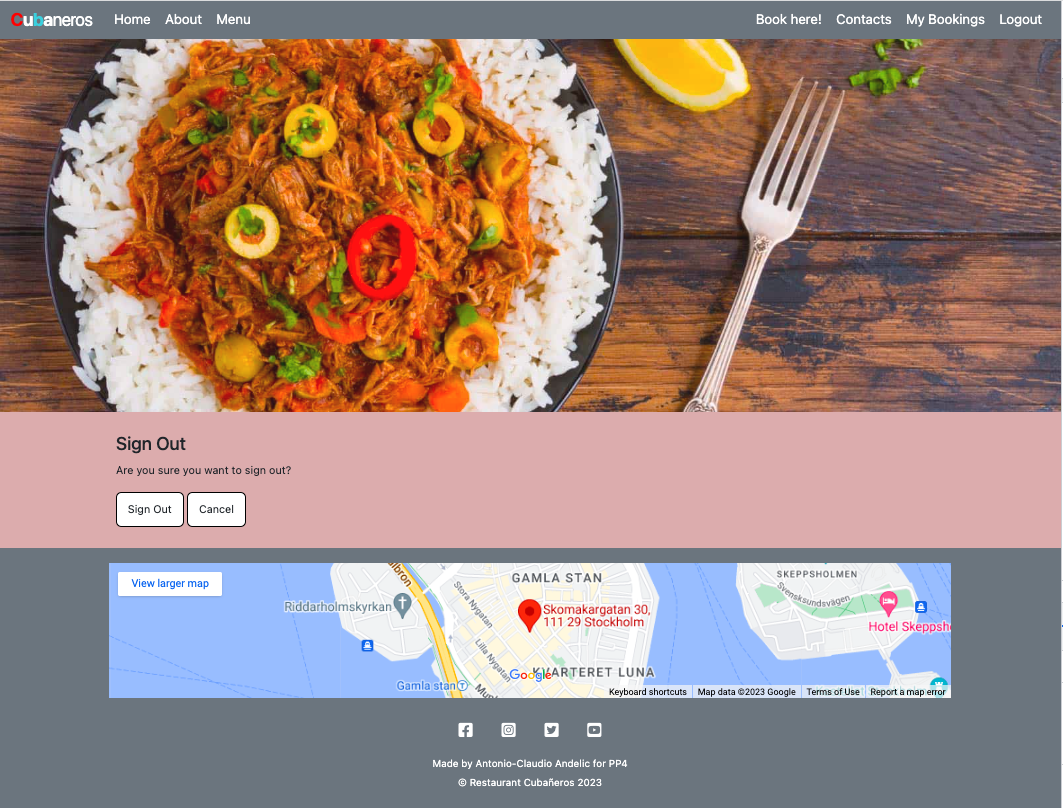 Cubaneros Home About Menu Book here! Contacts My Bookings Logout
Sign Out
Are you sure you want to sign out?
Sign Out Cancel
View larger map
GAMLA STAN
SKEPPSHOLMEN
Riddarholmskyrkan
Stora Nygatan
Svensksundsvägen
Skomakargatan 30,
111 29 Stockholm
Hotel Skeppsh
Lilla Nygatan
KVARTERET LUNA
Google
Gamla stan
Keyboard shortcuts Map data ©2023 Google Terms of Use Report a map error
Made by Antonio-Claudio Andelic for PP4
© Restaurant Cubañeros 2023